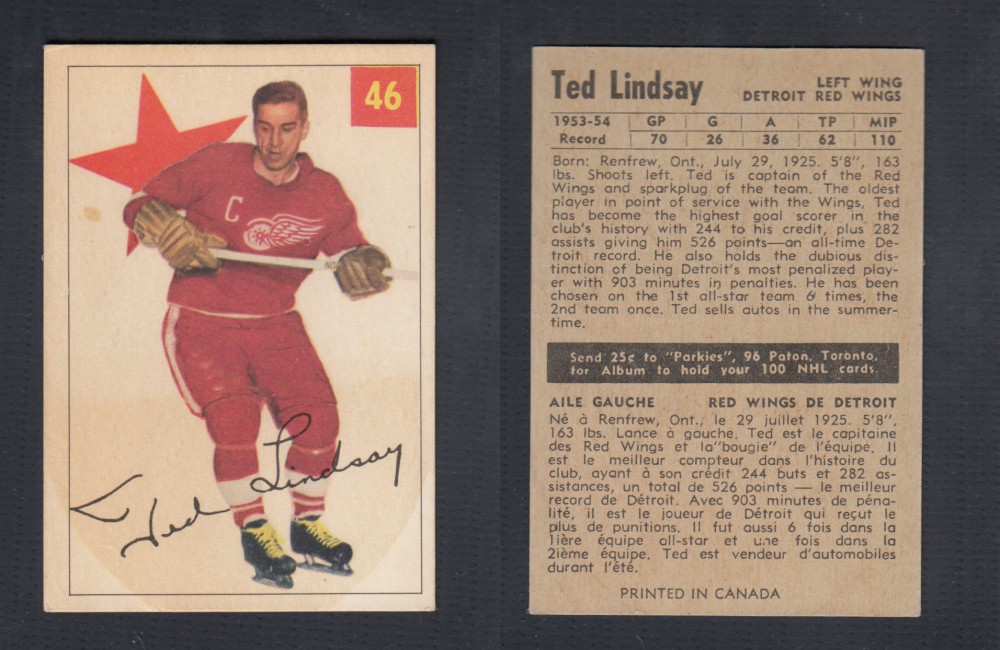 46
C
Ted Lindsay
Ted Lindsay
LEFT WING
DETROIT RED WINGS
1953-54 GP G A TP MIP
Record 70 26 36 62 110
Born: Renfrew, Ont., July 29, 1925. 5'8", 163
lbs. Shoots left. Ted is captain of the Red
Wings and sparkplug of the team. The oldest
player in point of service with the Wings, Ted
has become the highest goal scorer in the
club's history with 244 to his credit, plus 282
assists giving him 526 points—an all-time De-
troit record. He also holds the dubious dis-
tinction of being Detroit's most penalized play-
er with 903 minutes in penalties. He has been
chosen on the 1st all-star team 6 times, the
2nd team once. Ted sells autos in the summer-
time.
Send 25¢ to "Parkies", 96 Paton, Toronto,
for Album to hold your 100 NHL cards.
AILE GAUCHE RED WINGS DE DETROIT
Né à Renfrew, Ont., le 29 juillet 1925. 5'8",
163 lbs. Lance à gauche. Ted est le capitaine
des Red Wings et la"bougie" de l'équipe. Il
est le meilleur compteur dans l'histoire du
club, ayant à son crédit 244 buts et 282 as-
sistances, un total de 526 points — le meilleur
record de Détroit. Avec 903 minutes de péna-
lité, il est le joueur de Détroit qui reçut le
plus de punitions. Il fut aussi 6 fois dans la
1ière équipe all-star et une fois dans la
2ième équipe. Ted est vendeur d'automobiles
durant l'été.
PRINTED IN CANADA